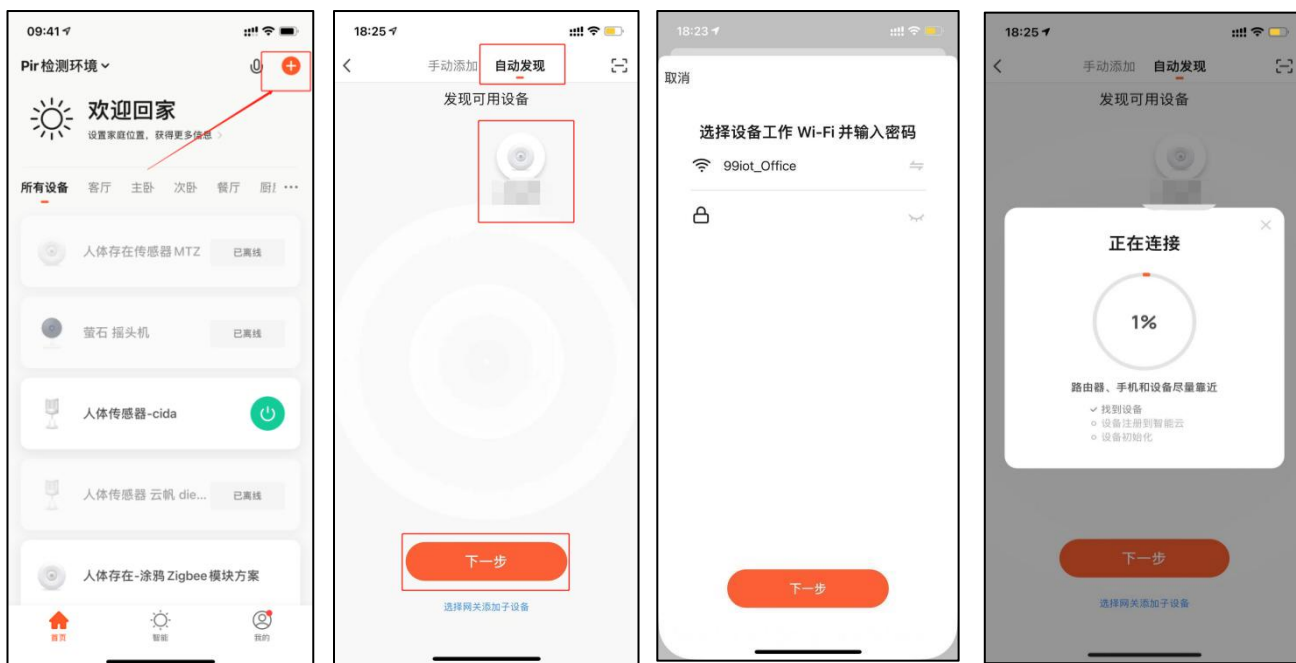 09:41
Pir检测环境
欢迎回家
设置家庭位置，获得更多信息
所有设备 客厅 主卧 次卧 餐厅 厨
人体存在传感器 MTZ 已离线
萤石 摇头机 已离线
人体传感器-cida
人体传感器 云帆 die... 已离线
人体存在-涂鸦 Zigbee 模块方案
首页 智能 我的
18:25
手动添加 自动发现
发现可用设备
下一步
选择网关添加子设备
18:23
取消
选择设备工作 Wi-Fi 并输入密码
99iot_Office
下一步
18:25
手动添加 自动发现
发现可用设备
正在连接
1%
路由器、手机和设备尽量靠近
找到设备
设备注册到智能云
设备初始化
下一步
选择网关添加子设备